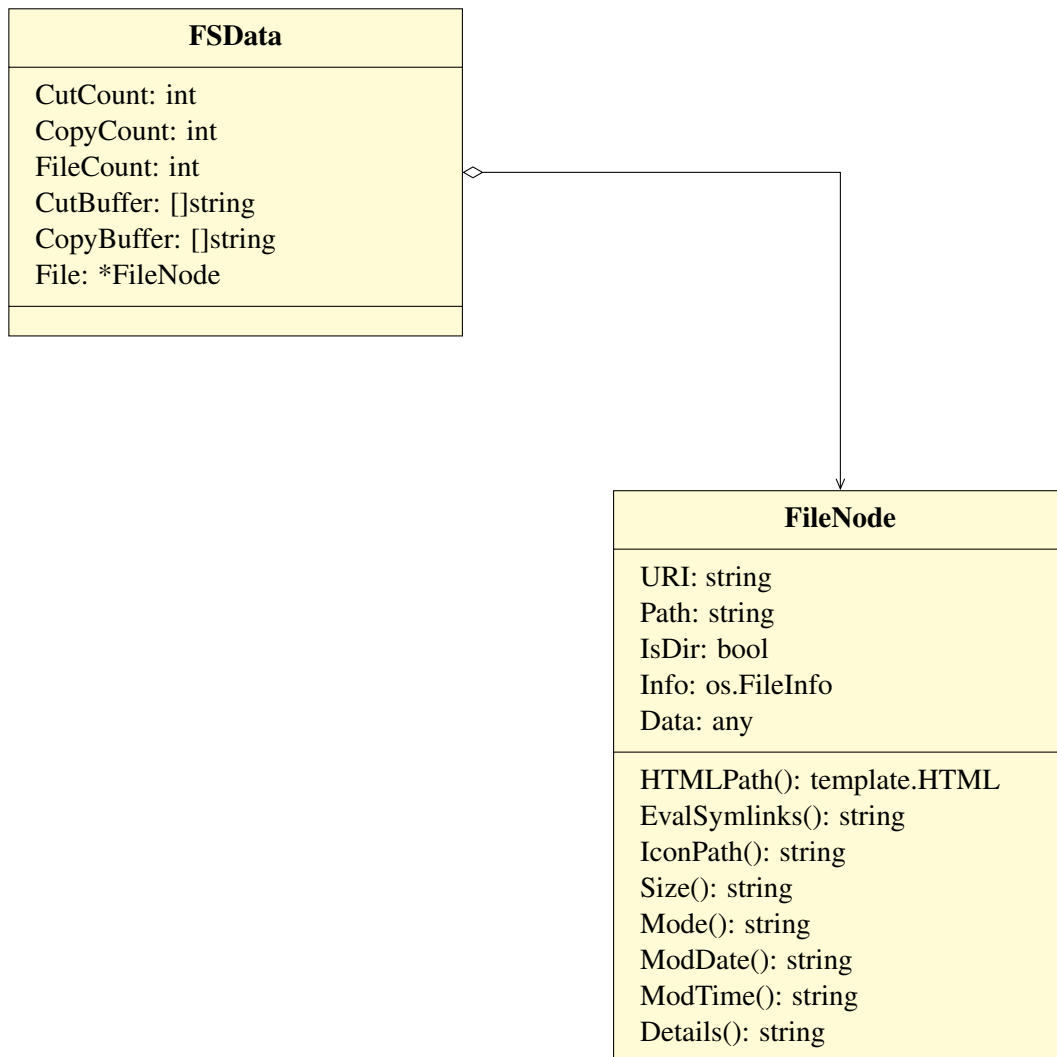 FSData
CutCount: int
CopyCount: int
FileCount: int
CutBuffer: []string
CopyBuffer: []string
File: *FileNode
FileNode
URI: string
Path: string
IsDir: bool
Info: os.FileInfo
Data: any
HTMLPath(): template.HTML
EvalSymlinks(): string
IconPath(): string
Size(): string
Mode(): string
ModDate(): string
ModTime(): string
Details(): string